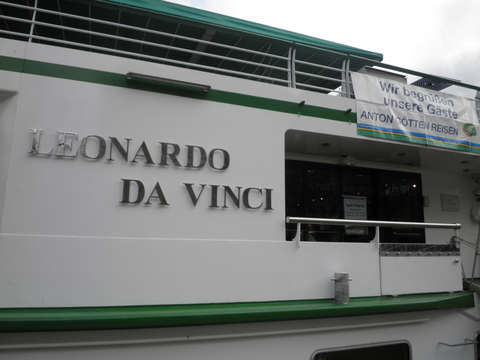 LEONARDO
DA VINCI
Wir begrüßen
unsere Gäste
ANTON GÖTTEN REISEN